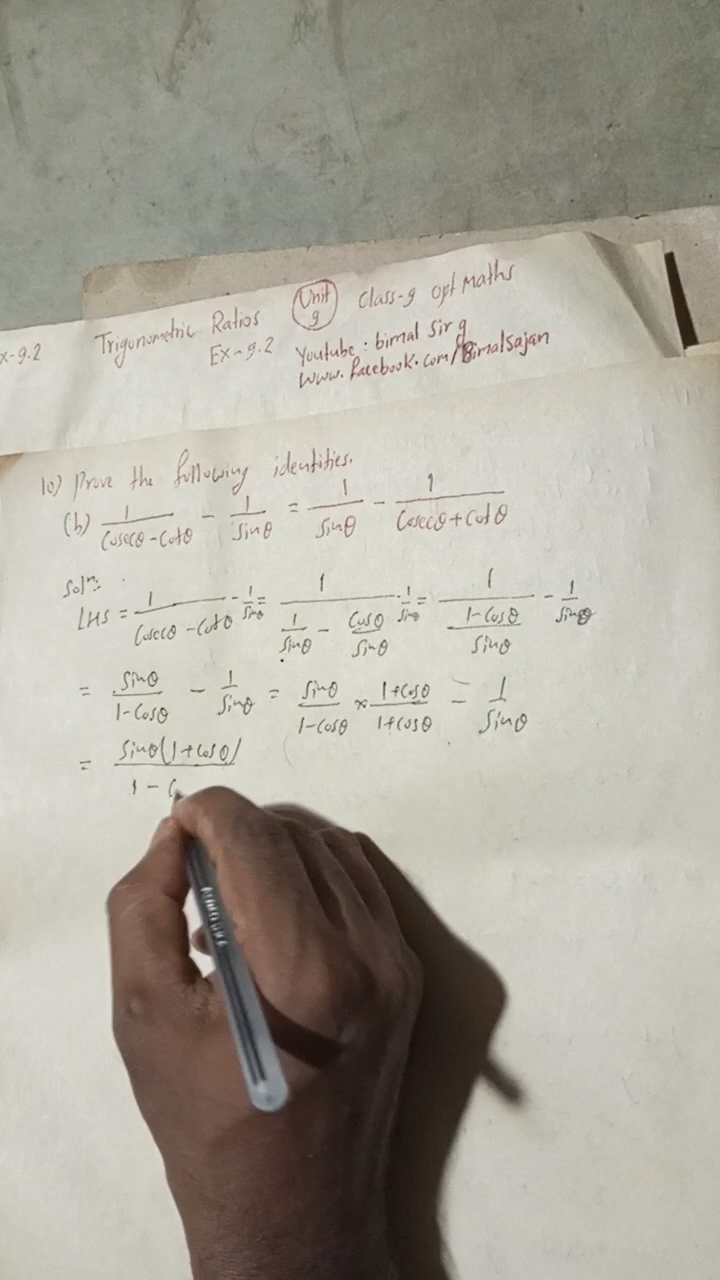 x-9.2 Trigonometric Ratios Unit 9 Class-9 Opt Maths
Ex-9.2 Youtube : bimal sir g
www.facebook.com/Bimalsajan
10) Prove the following identities.
(h) 1/(Cosecθ - Cotθ) - 1/Sinθ = 1/Sinθ - 1/(Cosecθ + Cotθ)
Solⁿ:
LHS = 1/(Cosecθ - Cotθ) - 1/Sinθ = 1/(1/Sinθ - Cosθ/Sinθ) - 1/Sinθ = 1/((1-Cosθ)/Sinθ) - 1/Sinθ
= Sinθ/(1-Cosθ) - 1/Sinθ = Sinθ/(1-Cosθ) × (1+Cosθ)/(1+Cosθ) - 1/Sinθ
= Sinθ(1+Cosθ)/(1 - C